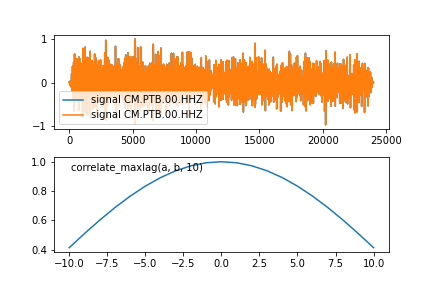 1
0
−1
signal CM.PTB.00.HHZ
signal CM.PTB.00.HHZ
0 5000 10000 15000 20000 25000
1.0
0.8
0.6
0.4
correlate_maxlag(a, b, 10)
−10.0 −7.5 −5.0 −2.5 0.0 2.5 5.0 7.5 10.0